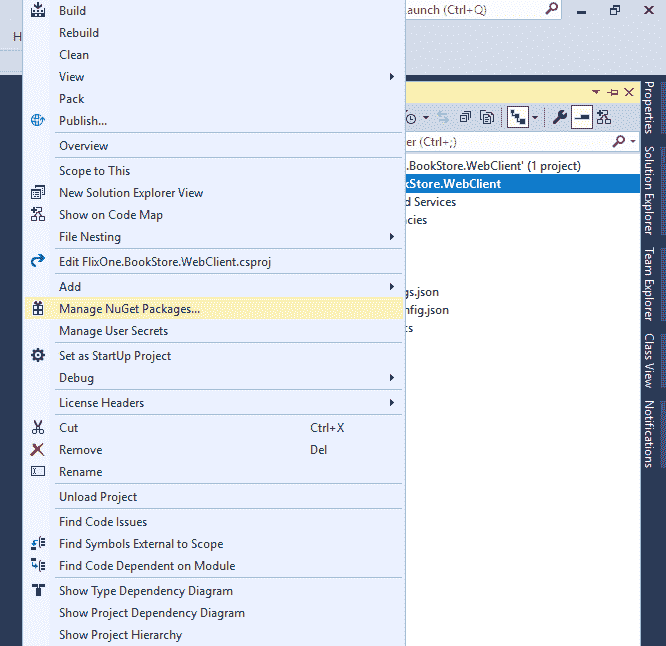 Build
Rebuild
Clean
View
Pack
Publish...
Overview
Scope to This
New Solution Explorer View
Show on Code Map
File Nesting
Edit FlixOne.BookStore.WebClient.csproj
Add
Manage NuGet Packages...
Manage User Secrets
Set as StartUp Project
Debug
License Headers
Cut Ctrl+X
Remove Del
Rename
Unload Project
Find Code Issues
Find Symbols External to Scope
Find Code Dependent on Module
Show Type Dependency Diagram
Show Project Dependency Diagram
Show Project Hierarchy
H
aunch (Ctrl+Q)
er (Ctrl+;)
.BookStore.WebClient' (1 project)
kStore.WebClient
d Services
cies
gs.json
nfig.json
cs
Properties
Solution Explorer
Team Explorer
Class View
Notifications